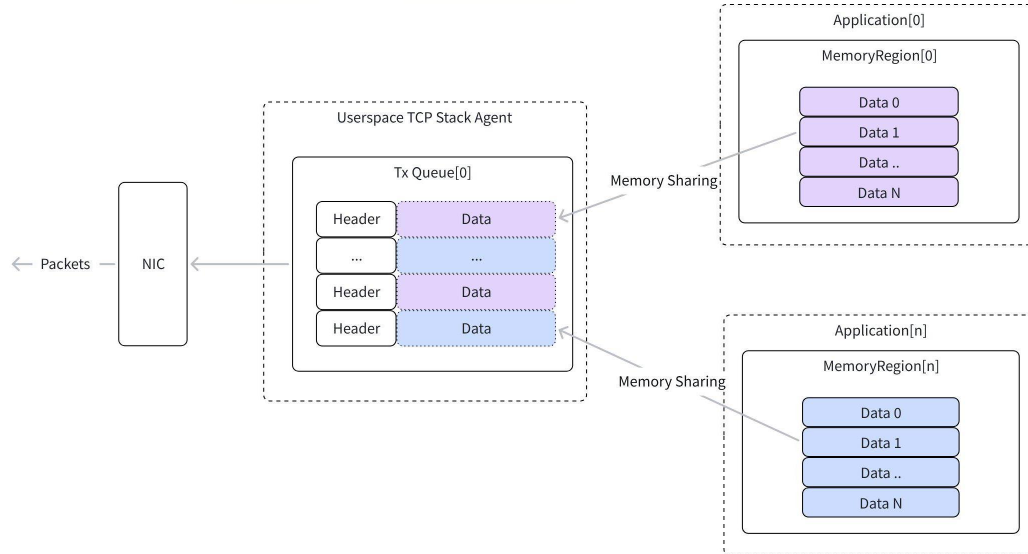 Application[0]
MemoryRegion[0]
Data 0
Data 1
Data ..
Data N
Userspace TCP Stack Agent
Tx Queue[0]
Memory Sharing
Header Data
... ...
Header Data
Header Data
Packets
NIC
Application[n]
MemoryRegion[n]
Memory Sharing
Data 0
Data 1
Data ..
Data N